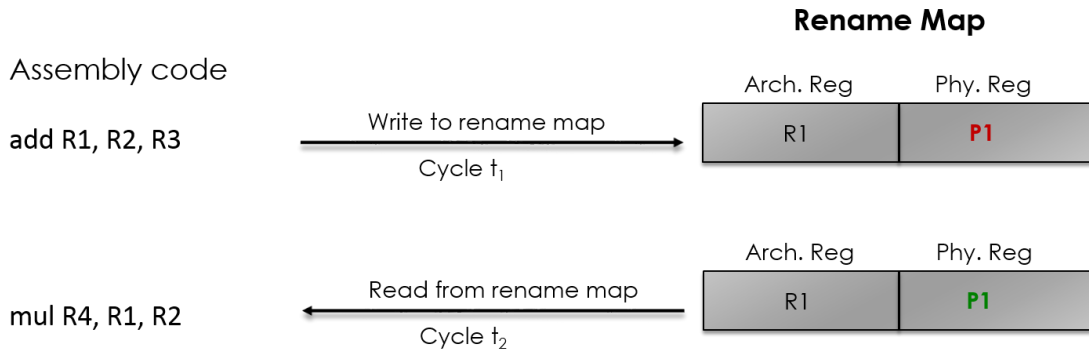 Rename Map
Assembly code
Arch. Reg Phy. Reg
add R1, R2, R3
Write to rename map
R1 P1
Cycle t₁
Arch. Reg Phy. Reg
mul R4, R1, R2
Read from rename map
R1 P1
Cycle t₂